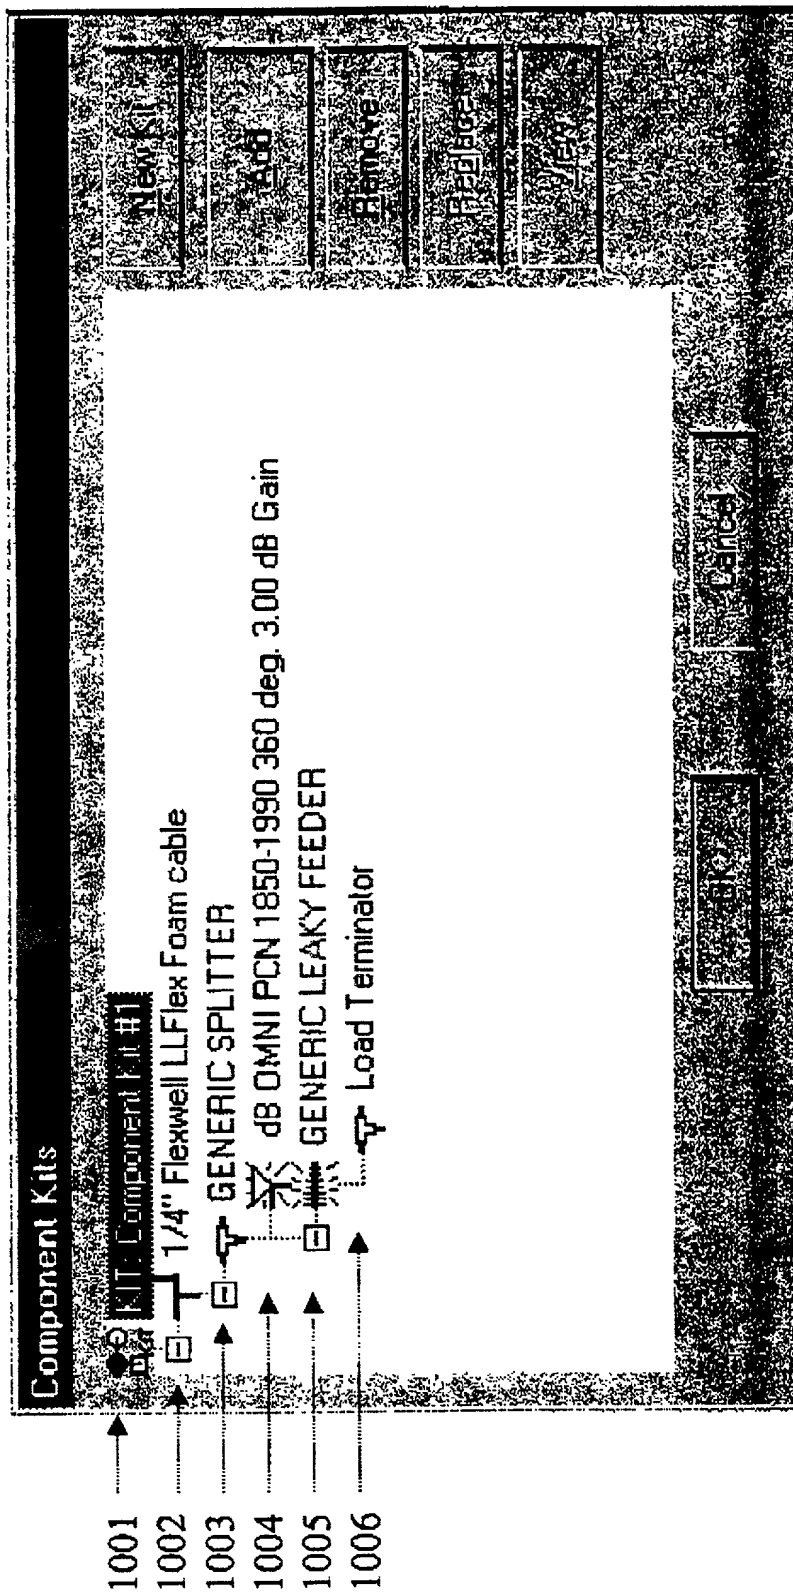 Component Kits
KIT: Component Kit #1
1/4" Flexwell LLFlex Foam cable
GENERIC SPLITTER
dB OMNI PCN 1850-1990 360 deg. 3.00 dB Gain
GENERIC LEAKY FEEDER
Load Terminator
New Kit
Add
Remove
Replace
View
OK
Cancel
1001
1002
1003
1004
1005
1006